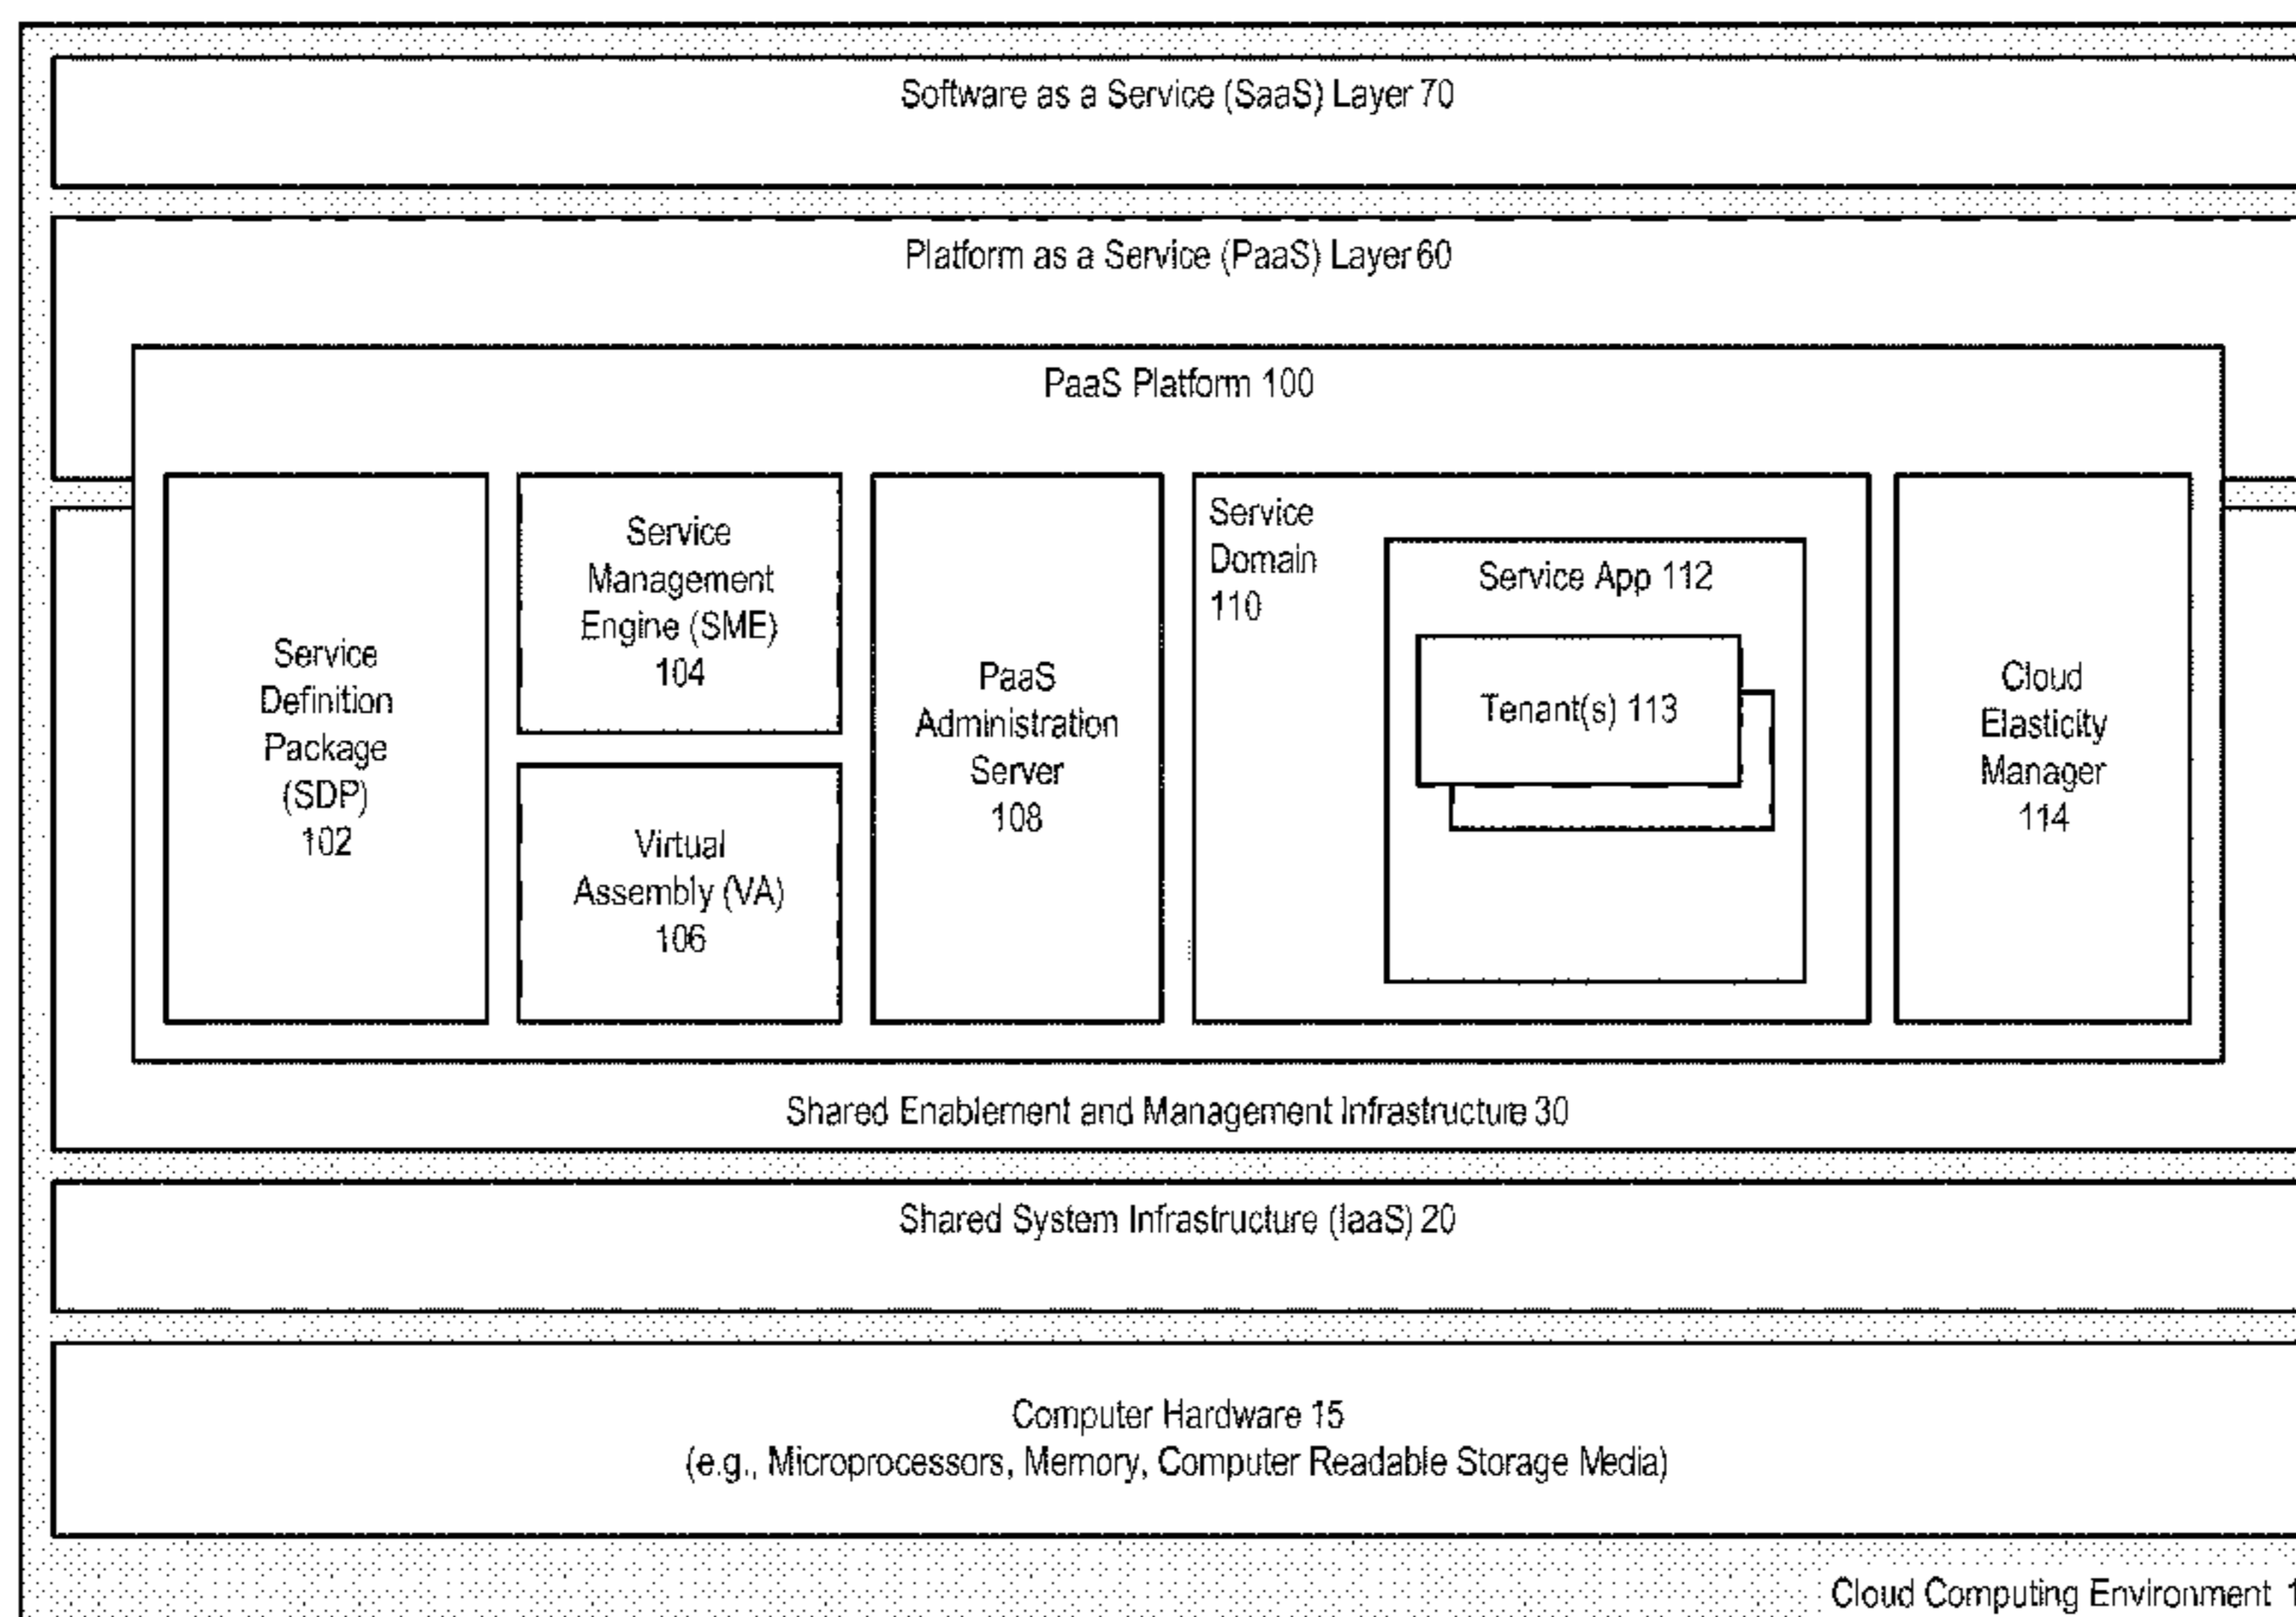 Software as a Service (SaaS) Layer 70
Platform as a Service (PaaS) Layer 60
PaaS Platform 100
Service
Definition
Package
(SDP)
102
Service
Management
Engine (SME)
104
Virtual
Assembly (VA)
106
PaaS
Administration
Server
108
Service
Domain
110
Service App 112
Tenant(s) 113
Cloud
Elasticity
Manager
114
Shared Enablement and Management Infrastructure 30
Shared System Infrastructure (IaaS) 20
Computer Hardware 15
(e.g., Microprocessors, Memory, Computer Readable Storage Media)
Cloud Computing Environment